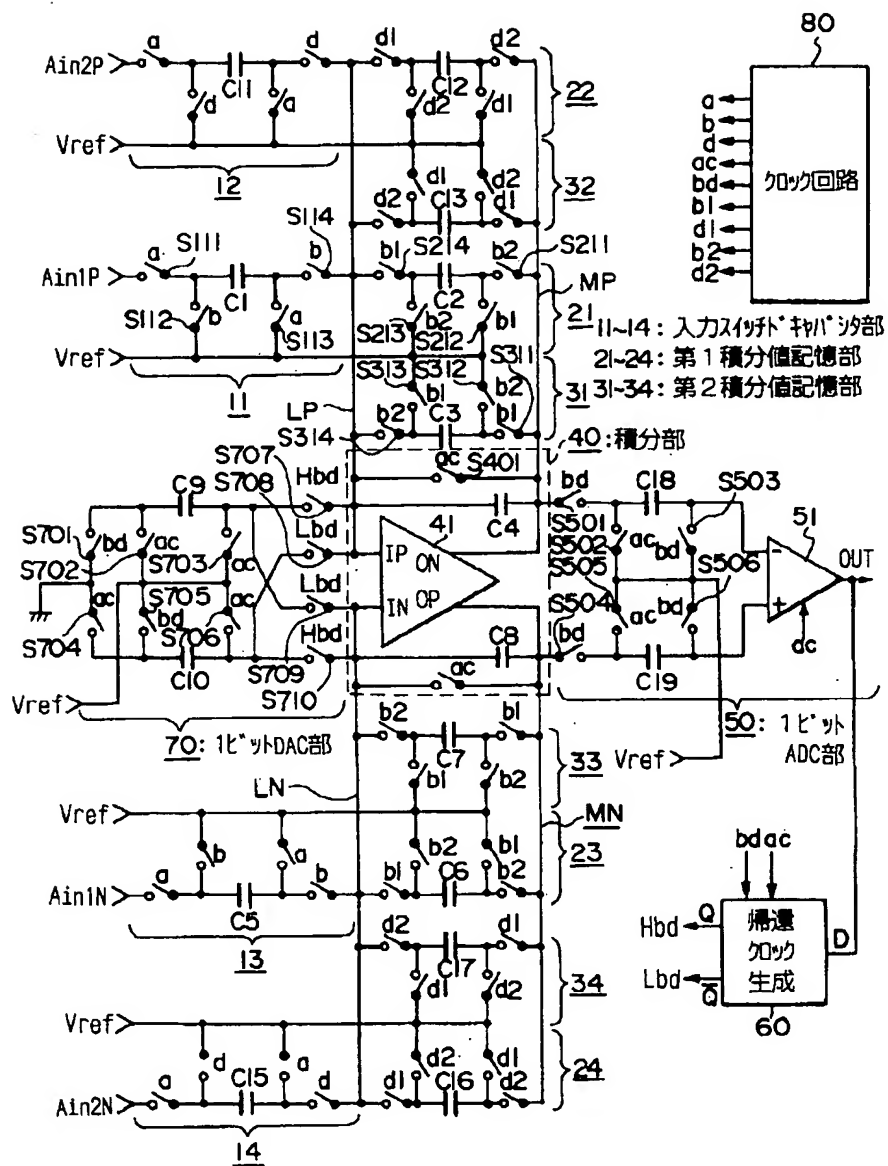 80
Ain2P a C11 d d1 C12 d2
d a d2 d1 22
Vref
12
クロック回路
a
b
d
ac
bd
b1
d1
b2
d2
d1 d2 32
d2 C13 d1
S111 S114 S214 S211
Ain1P a C1 b b1 C2 b2 MP
S112 b a S113 S213 b2 S212 b1 21
Vref
11
S313 S312 S311
b1 b2 31
LP b2 C3 b1
S314
11~14: 入力スイッチドキャパシタ部
21~24: 第1積分値記憶部
31~34: 第2積分値記憶部
40: 積分部
S707 ac S401
S708 Hbd
C9 C4 bd C18 S503
S701 bd ac ac Lbd 41 S501 ac bd 51
S702 S703 IP ON S502 OUT
ac S705 Lbd IN OP S505 S506
S704 bd ac S706 S504 ac bd
C10 S709 Hbd C8 bd C19 ac
S710 ac
Vref
70: 1ビットDAC部
50: 1ビット
ADC部
Vref
b2 C7 b1
b1 b2 33
LN
MN
Vref
b a b2 b1 23
Ain1N a C5 b b1 C6 b2
13
d2 C17 d1
d1 d2 34
Vref
d a d2 d1 24
Ain2N a C15 d d1 C16 d2
14
bd ac
Hbd Q 帰還 D
クロック
Lbd Q̅ 生成
60